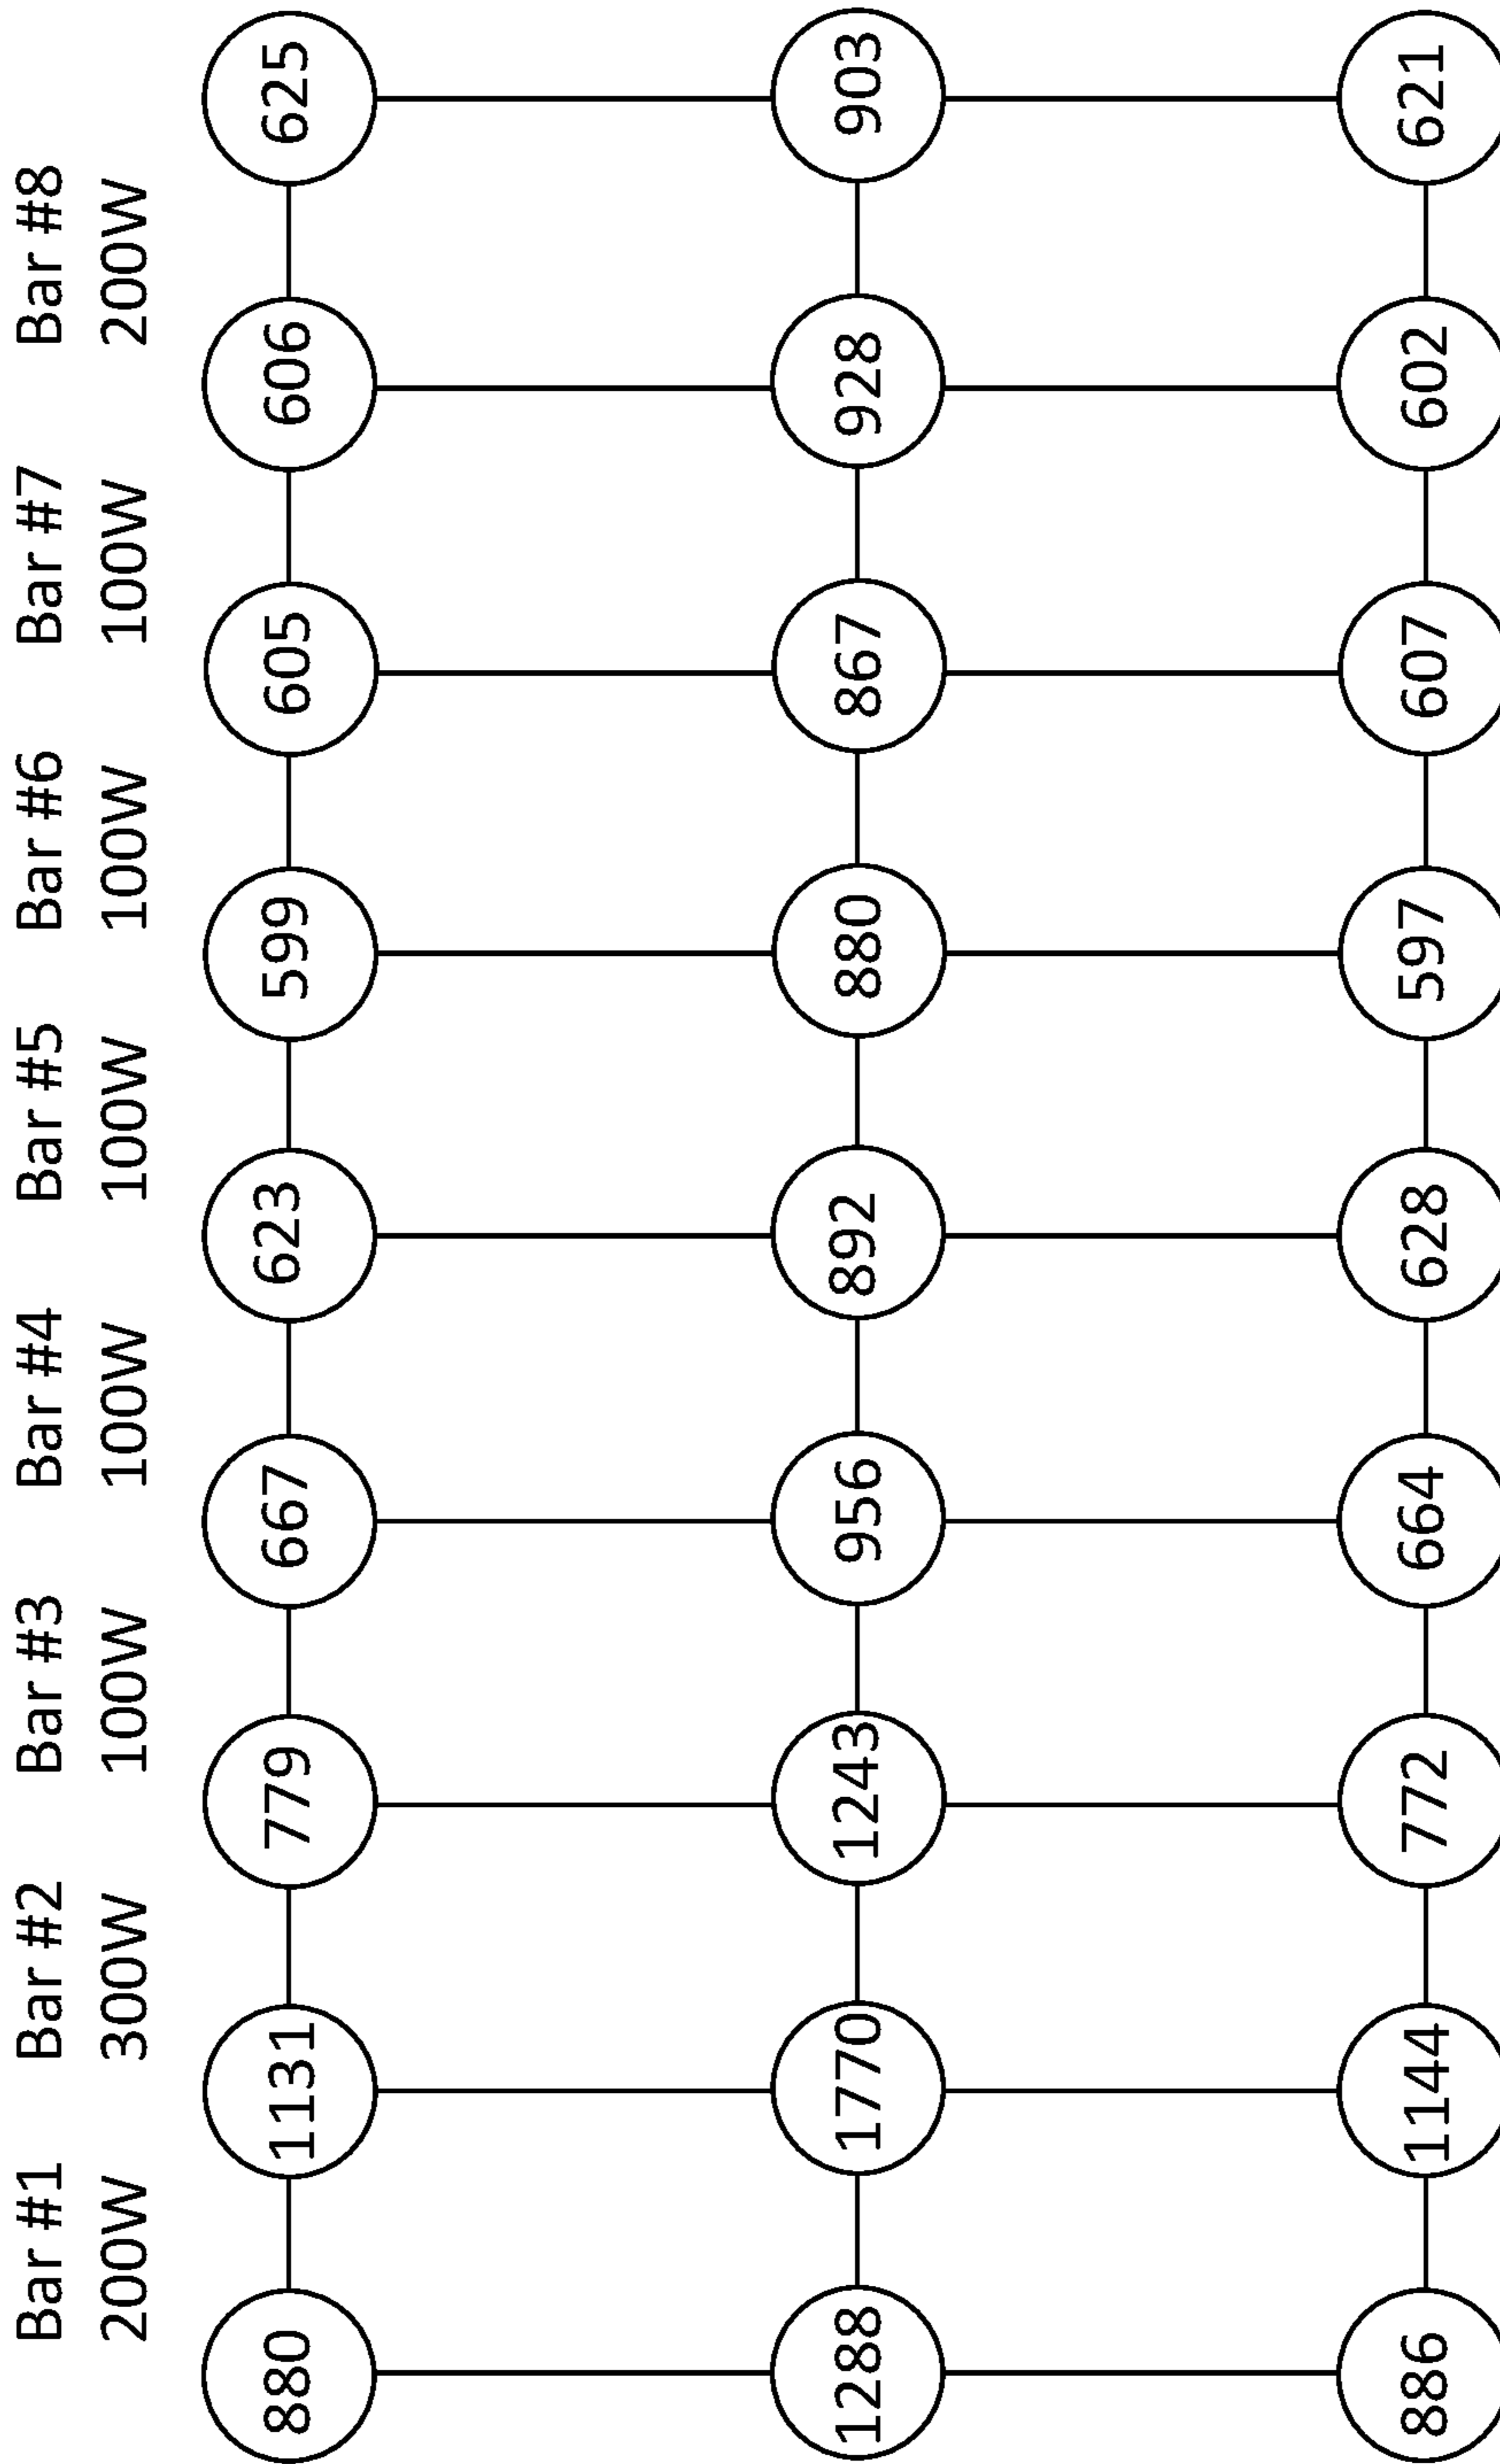 Bar #1 Bar #2 Bar #3 Bar #4 Bar #5 Bar #6 Bar #7 Bar #8
200W 300W 100W 100W 100W 100W 100W 200W
880 1131 779 667 623 599 605 606 625
1288 1770 1243 956 892 880 867 928 903
886 1144 772 664 628 597 607 602 621